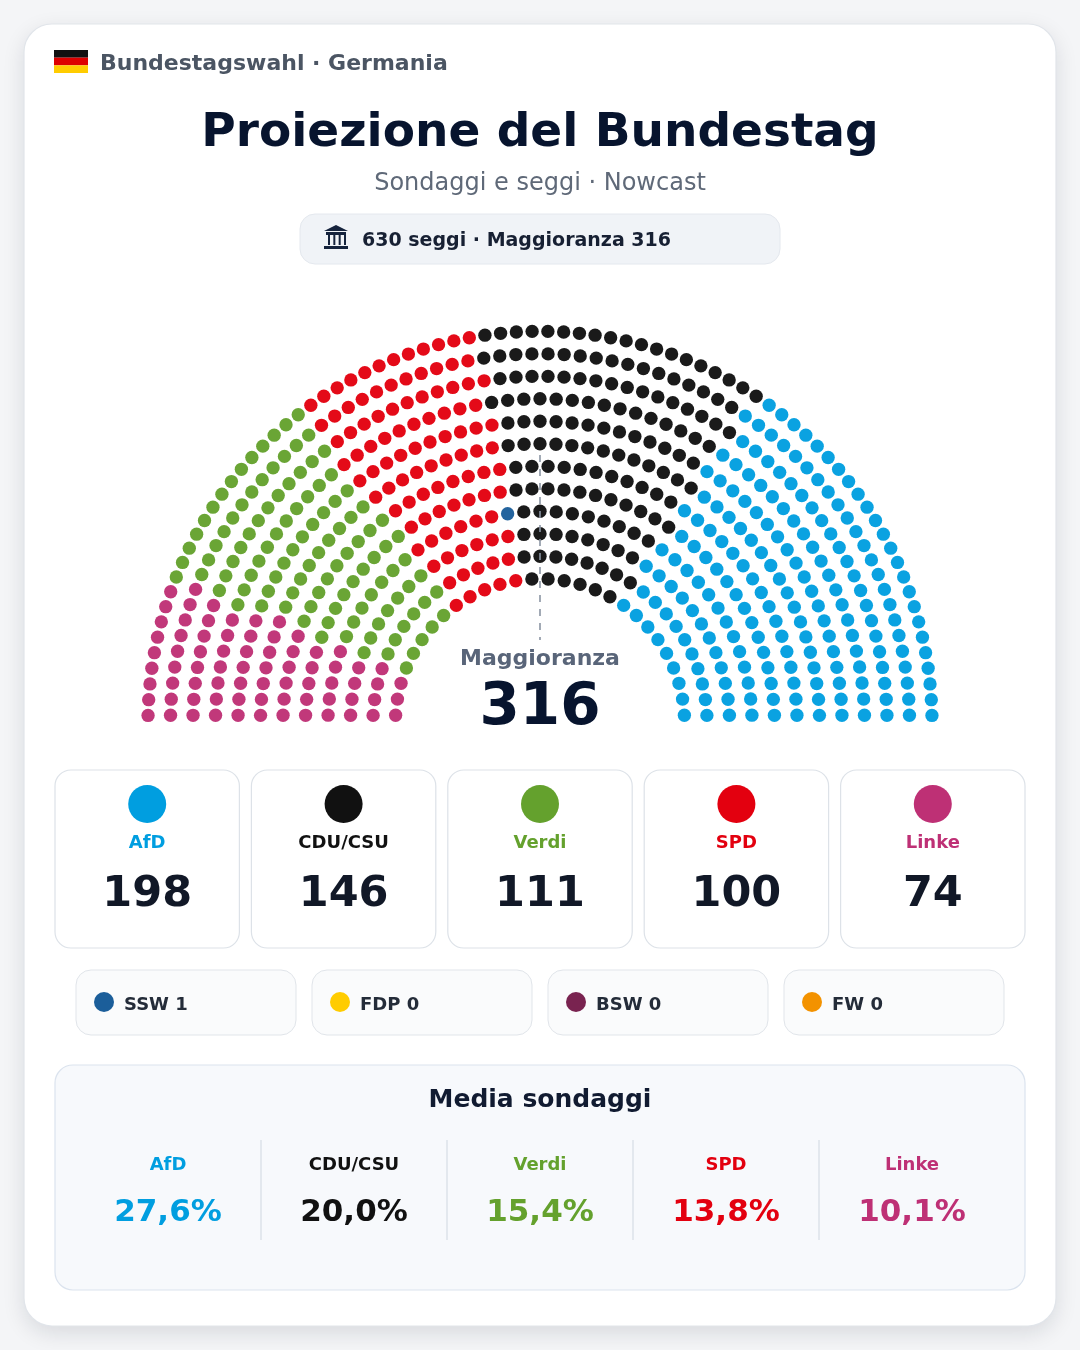 Bundestagswahl · Germania
Proiezione del Bundestag
Sondaggi e seggi · Nowcast
630 seggi · Maggioranza 316
Maggioranza
316
AfD
198
CDU/CSU
146
Verdi
111
SPD
100
Linke
74
SSW 1
FDP 0
BSW 0
FW 0
Media sondaggi
AfD
27,6%
CDU/CSU
20,0%
Verdi
15,4%
SPD
13,8%
Linke
10,1%